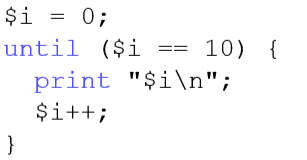 $i = 0;
until ($i == 10) {
  print "$i\n";
  $i++;
}